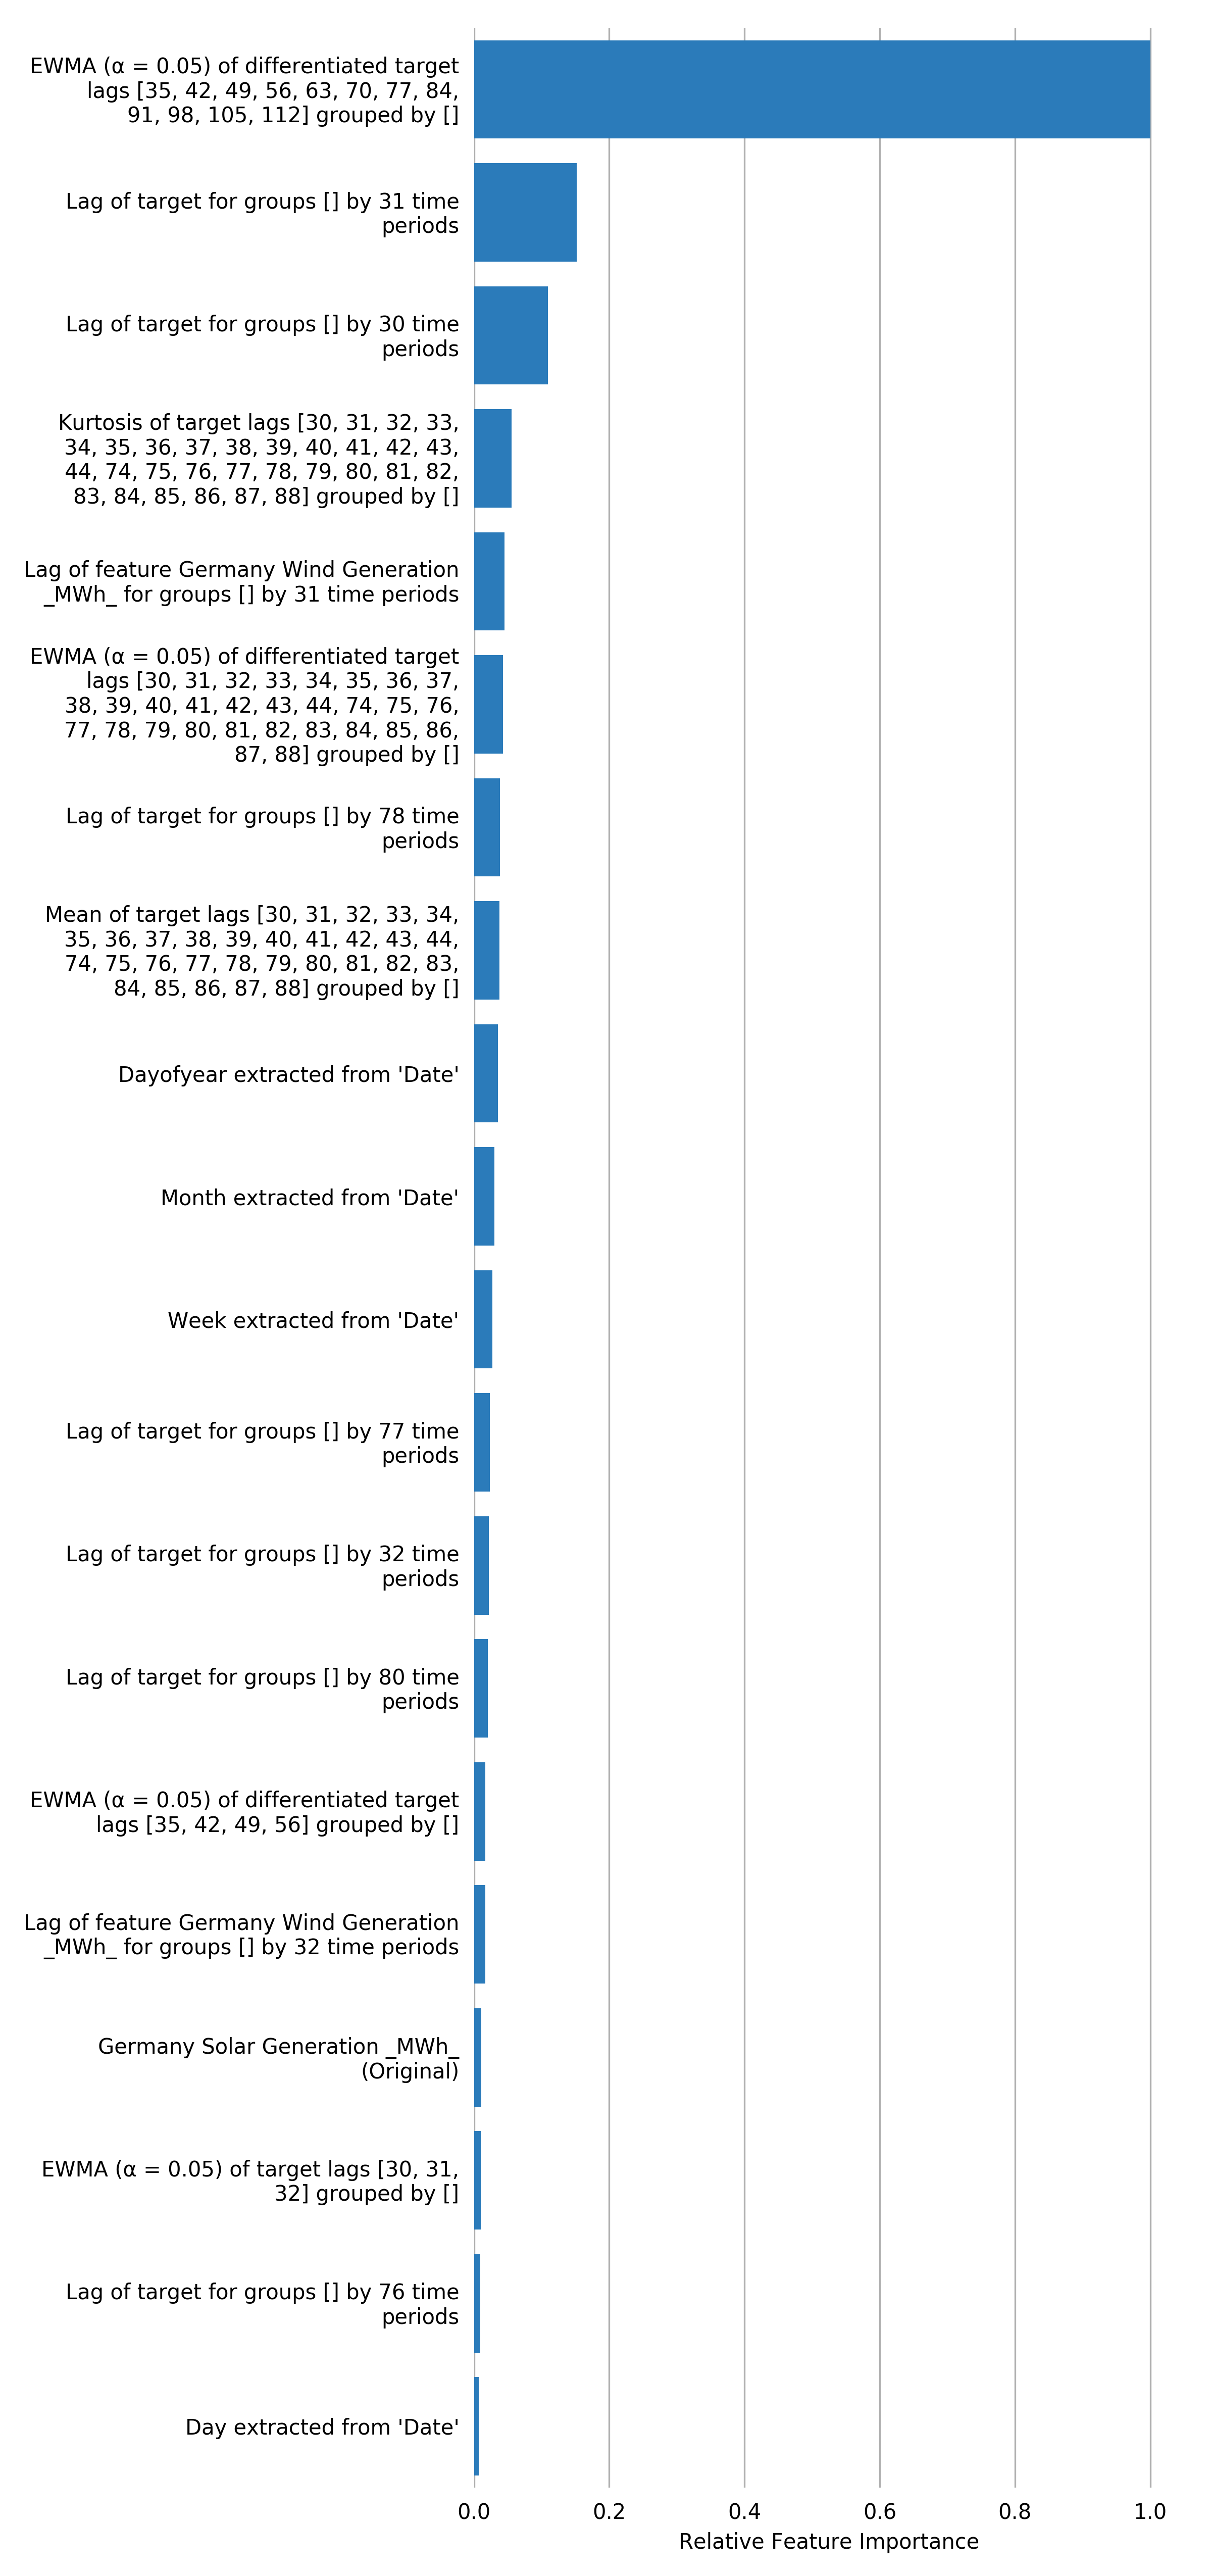 EWMA (α = 0.05) of differentiated target
lags [35, 42, 49, 56, 63, 70, 77, 84,
91, 98, 105, 112] grouped by []
Lag of target for groups [] by 31 time
periods
Lag of target for groups [] by 30 time
periods
Kurtosis of target lags [30, 31, 32, 33,
34, 35, 36, 37, 38, 39, 40, 41, 42, 43,
44, 74, 75, 76, 77, 78, 79, 80, 81, 82,
83, 84, 85, 86, 87, 88] grouped by []
Lag of feature Germany Wind Generation
_MWh_ for groups [] by 31 time periods
EWMA (α = 0.05) of differentiated target
lags [30, 31, 32, 33, 34, 35, 36, 37,
38, 39, 40, 41, 42, 43, 44, 74, 75, 76,
77, 78, 79, 80, 81, 82, 83, 84, 85, 86,
87, 88] grouped by []
Lag of target for groups [] by 78 time
periods
Mean of target lags [30, 31, 32, 33, 34,
35, 36, 37, 38, 39, 40, 41, 42, 43, 44,
74, 75, 76, 77, 78, 79, 80, 81, 82, 83,
84, 85, 86, 87, 88] grouped by []
Dayofyear extracted from 'Date'
Month extracted from 'Date'
Week extracted from 'Date'
Lag of target for groups [] by 77 time
periods
Lag of target for groups [] by 32 time
periods
Lag of target for groups [] by 80 time
periods
EWMA (α = 0.05) of differentiated target
lags [35, 42, 49, 56] grouped by []
Lag of feature Germany Wind Generation
_MWh_ for groups [] by 32 time periods
Germany Solar Generation _MWh_
(Original)
EWMA (α = 0.05) of target lags [30, 31,
32] grouped by []
Lag of target for groups [] by 76 time
periods
Day extracted from 'Date'
0.0 0.2 0.4 0.6 0.8 1.0
Relative Feature Importance